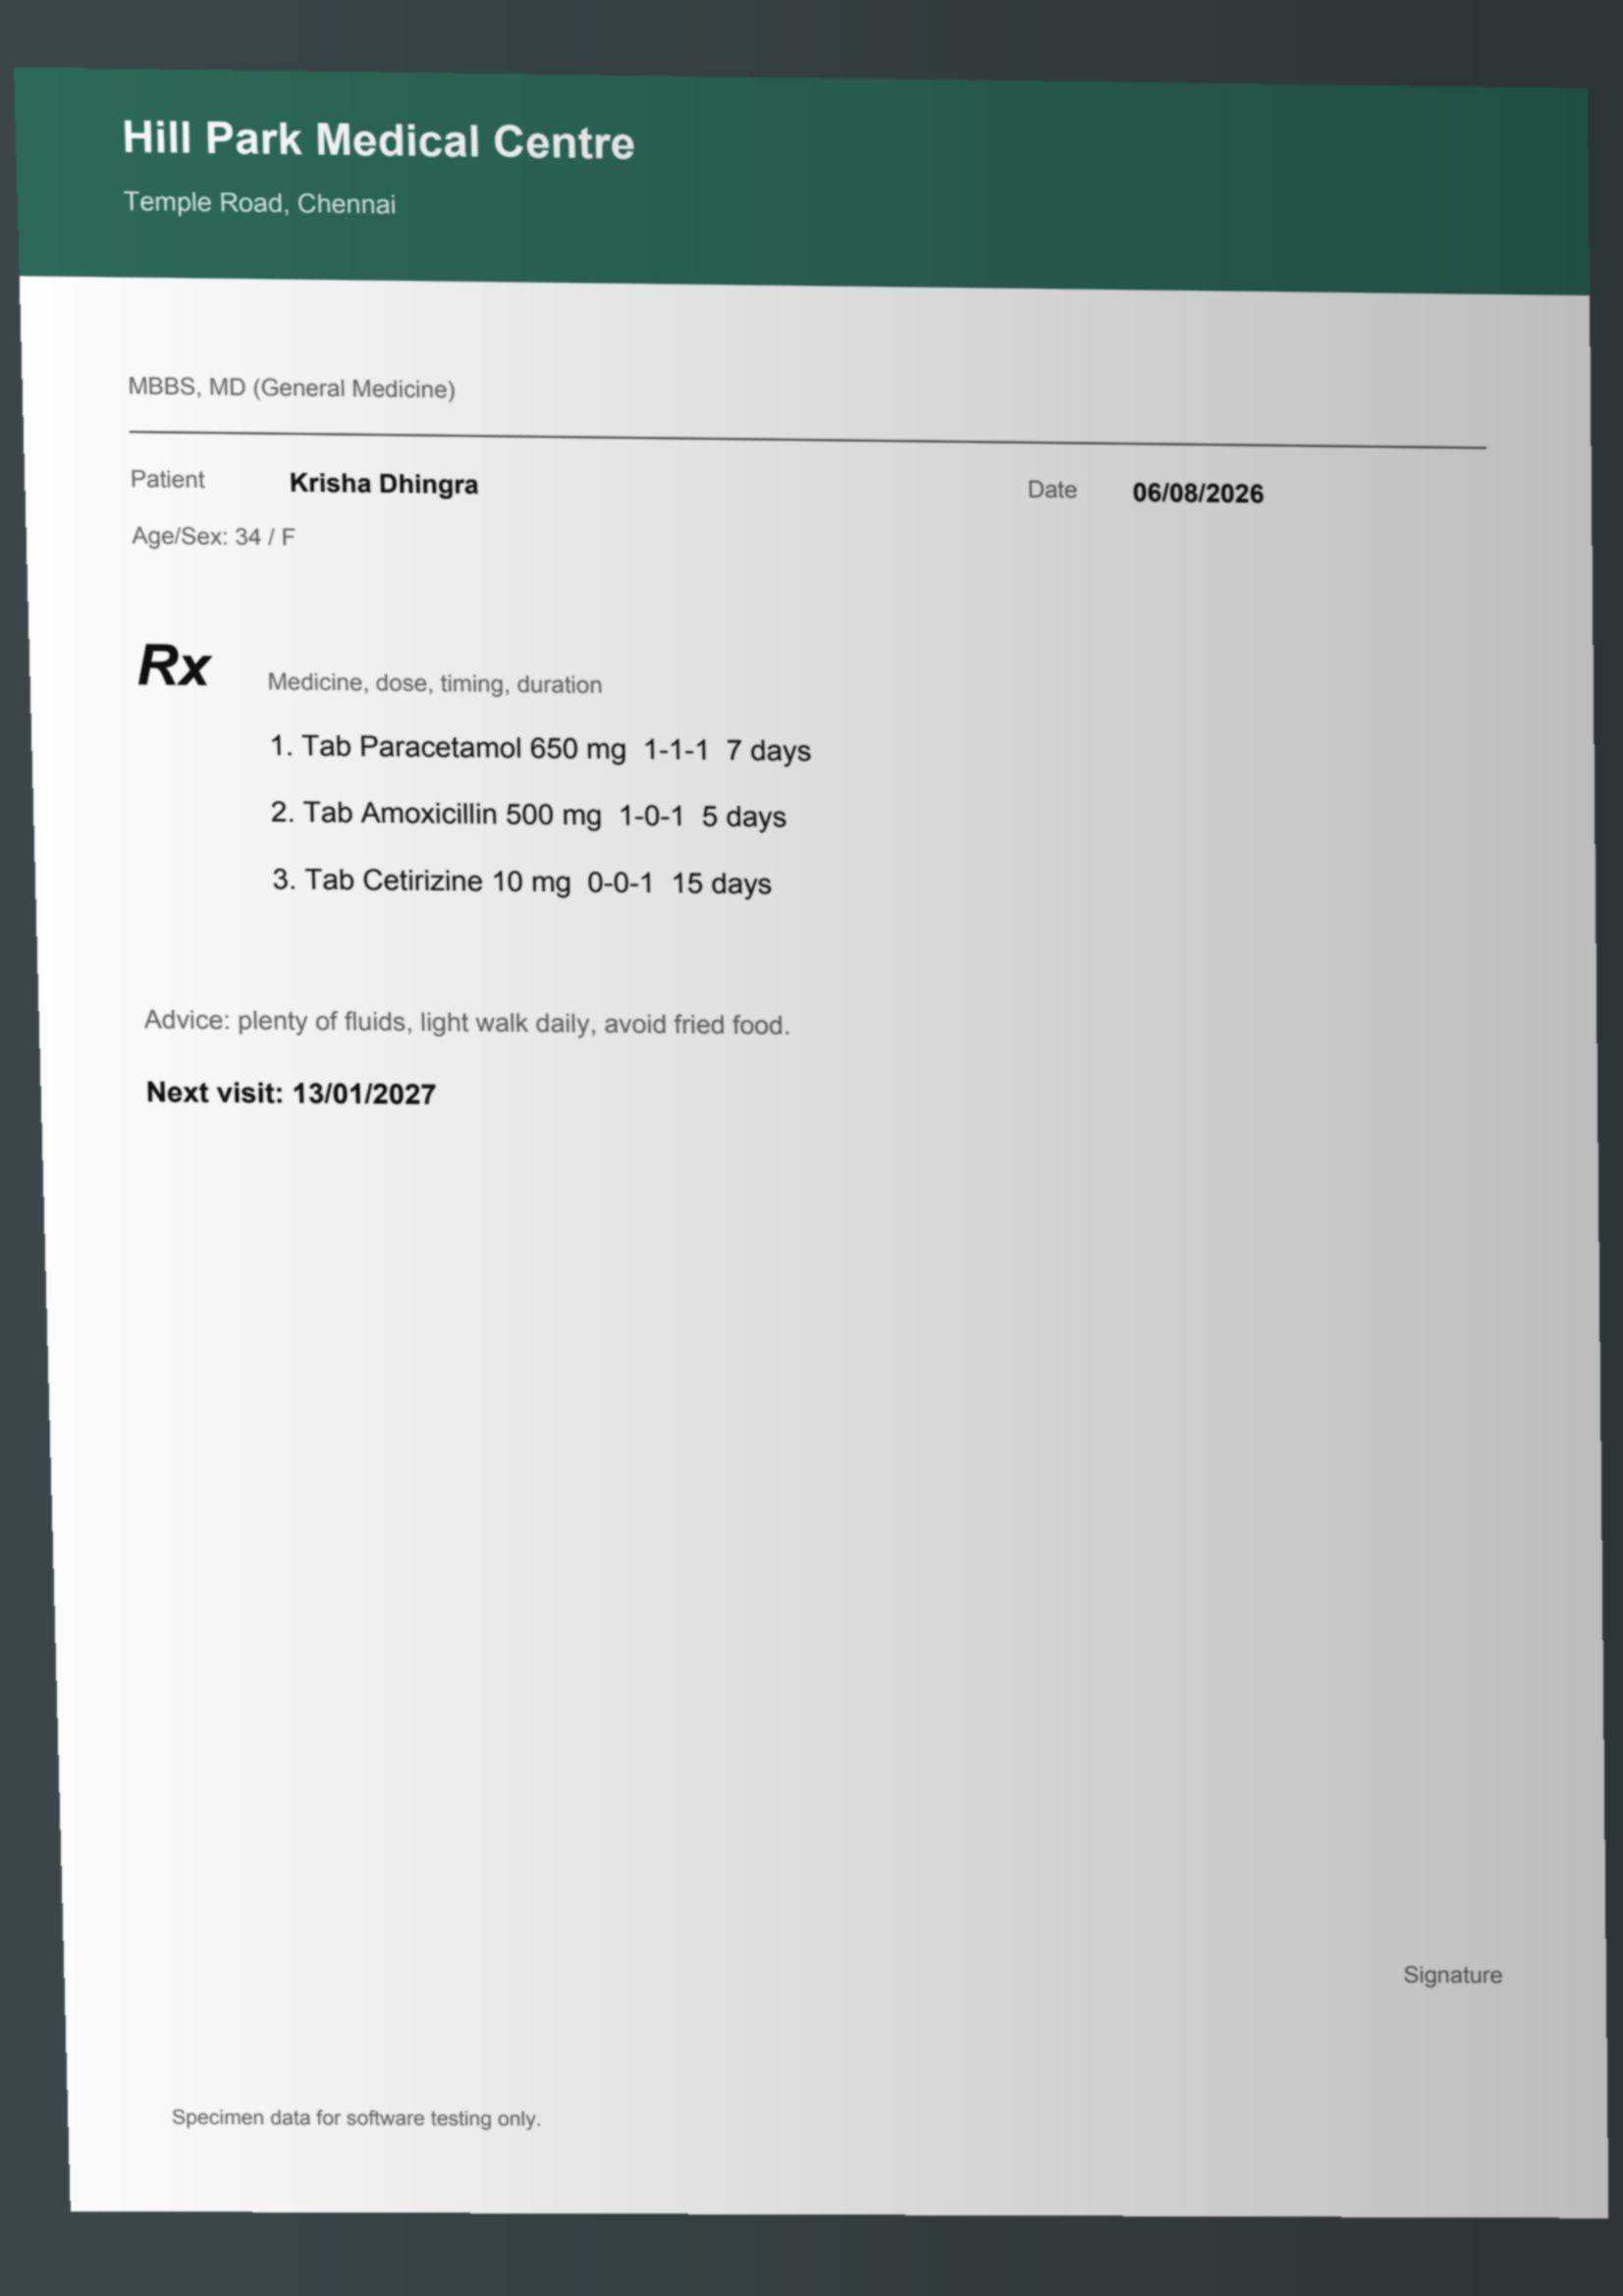 Hill Park Medical Centre
Temple Road, Chennai
MBBS, MD (General Medicine)
Patient Krisha Dhingra Date 06/08/2026
Age/Sex: 34 / F
Rx Medicine, dose, timing, duration
1. Tab Paracetamol 650 mg 1-1-1 7 days
2. Tab Amoxicillin 500 mg 1-0-1 5 days
3. Tab Cetirizine 10 mg 0-0-1 15 days
Advice: plenty of fluids, light walk daily, avoid fried food.
Next visit: 13/01/2027
Signature
Specimen data for software testing only.